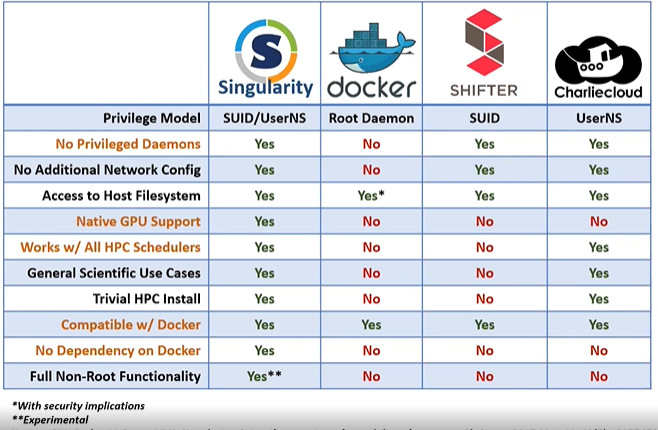 S
Singularity docker SHIFTER Charliecloud
Privilege Model SUID/UserNS Root Daemon SUID UserNS
No Privileged Daemons Yes No Yes Yes
No Additional Network Config Yes No Yes Yes
Access to Host Filesystem Yes Yes* Yes Yes
Native GPU Support Yes No No No
Works w/ All HPC Schedulers Yes No No Yes
General Scientific Use Cases Yes No No Yes
Trivial HPC Install Yes No No Yes
Compatible w/ Docker Yes Yes Yes Yes
No Dependency on Docker Yes No No No
Full Non-Root Functionality Yes** No No No
*With security implications
**Experimental